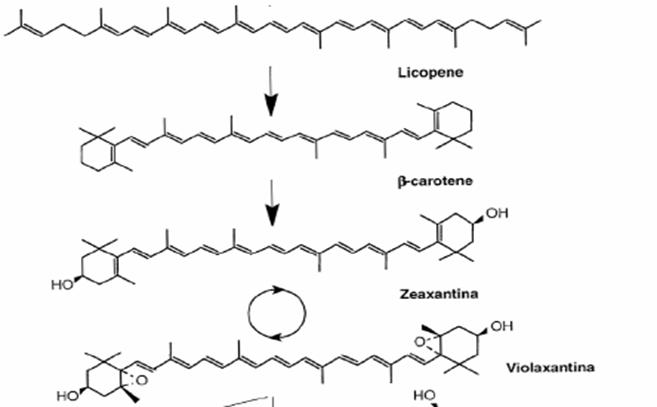 Licopene
β-carotene
OH
HO
Zeaxantina
O
OH
Violaxantina
HO
O
HO